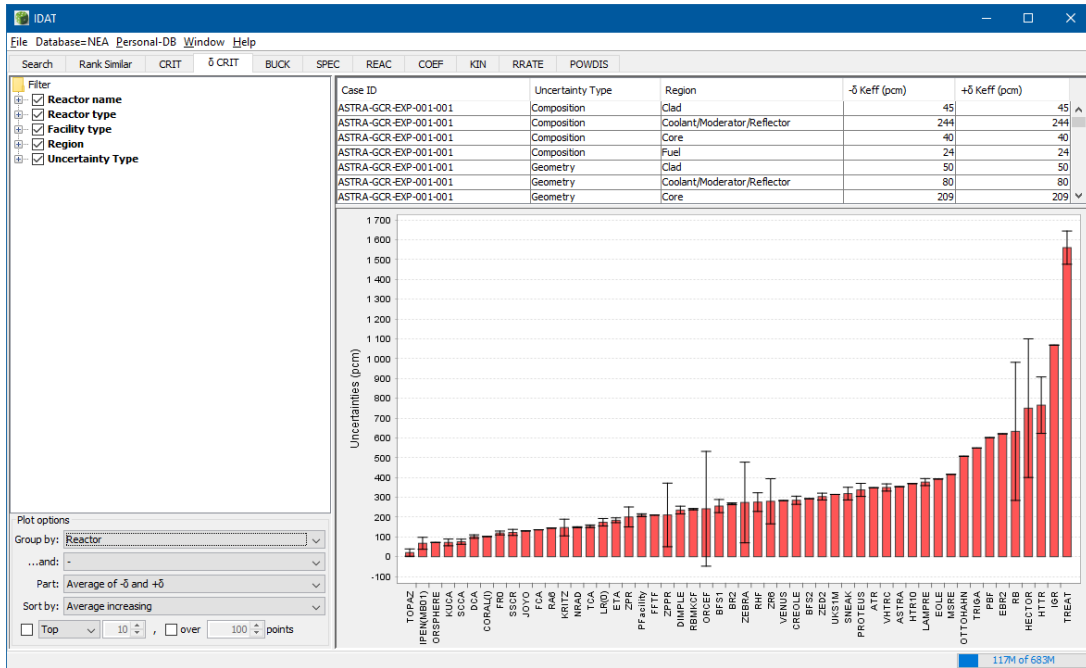 IDAT
File Database=NEA Personal-DB Window Help
Search Rank Similar CRIT δ CRIT BUCK SPEC REAC COEF KIN RRATE POWDIS
Filter
Reactor name
Reactor type
Facility type
Region
Uncertainty Type
Case ID Uncertainty Type Region -δ Keff (pcm) +δ Keff (pcm)
ASTRA-GCR-EXP-001-001 Composition Clad 45 45
ASTRA-GCR-EXP-001-001 Composition Coolant/Moderator/Reflector 244 244
ASTRA-GCR-EXP-001-001 Composition Core 40 40
ASTRA-GCR-EXP-001-001 Composition Fuel 24 24
ASTRA-GCR-EXP-001-001 Geometry Clad 50 50
ASTRA-GCR-EXP-001-001 Geometry Coolant/Moderator/Reflector 80 80
ASTRA-GCR-EXP-001-001 Geometry Core 209 209
Uncertainties (pcm)
1 700
1 600
1 500
1 400
1 300
1 200
1 100
1 000
900
800
700
600
500
400
300
200
100
0
-100
TOPAZ
IPEN(MB01)
ORSPHERE
KUCA
SCCA
DCA
CORAL(I)
FR0
SSCR
JOYO
FCA
RA6
KRITZ
NRAD
TCA
LR(0)
ETA
ZPR
PFacility
FFTF
ZPPR
DIMPLE
RBMKCF
ORCEF
BFS1
BR2
ZEBRA
RHF
ZR6
VENUS
CREOLE
BFS2
ZED2
UKS1M
SNEAK
PROTEUS
ATR
VHTRC
ASTRA
HTR10
LAMPRE
EOLE
MSRE
OTTOHAHN
TRIGA
PBF
EBR2
RB
HECTOR
HTTR
IGR
TREAT
Plot options
Group by: Reactor
...and: -
Part: Average of -δ and +δ
Sort by: Average increasing
Top 10 , over 100 points
117M of 683M